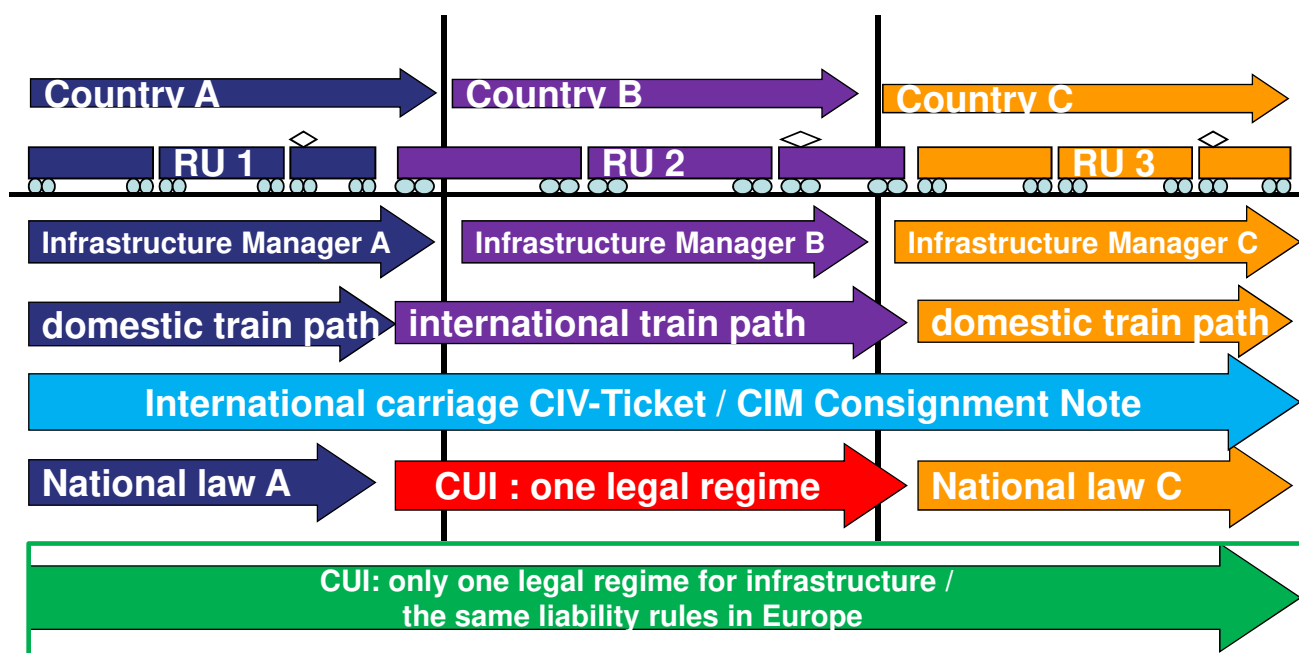 Country A
Country B
Country C
RU 1
RU 2
RU 3
Infrastructure Manager A
Infrastructure Manager B
Infrastructure Manager C
domestic train path
international train path
domestic train path
International carriage CIV-Ticket / CIM Consignment Note
National law A
CUI : one legal regime
National law C
CUI: only one legal regime for infrastructure /
the same liability rules in Europe